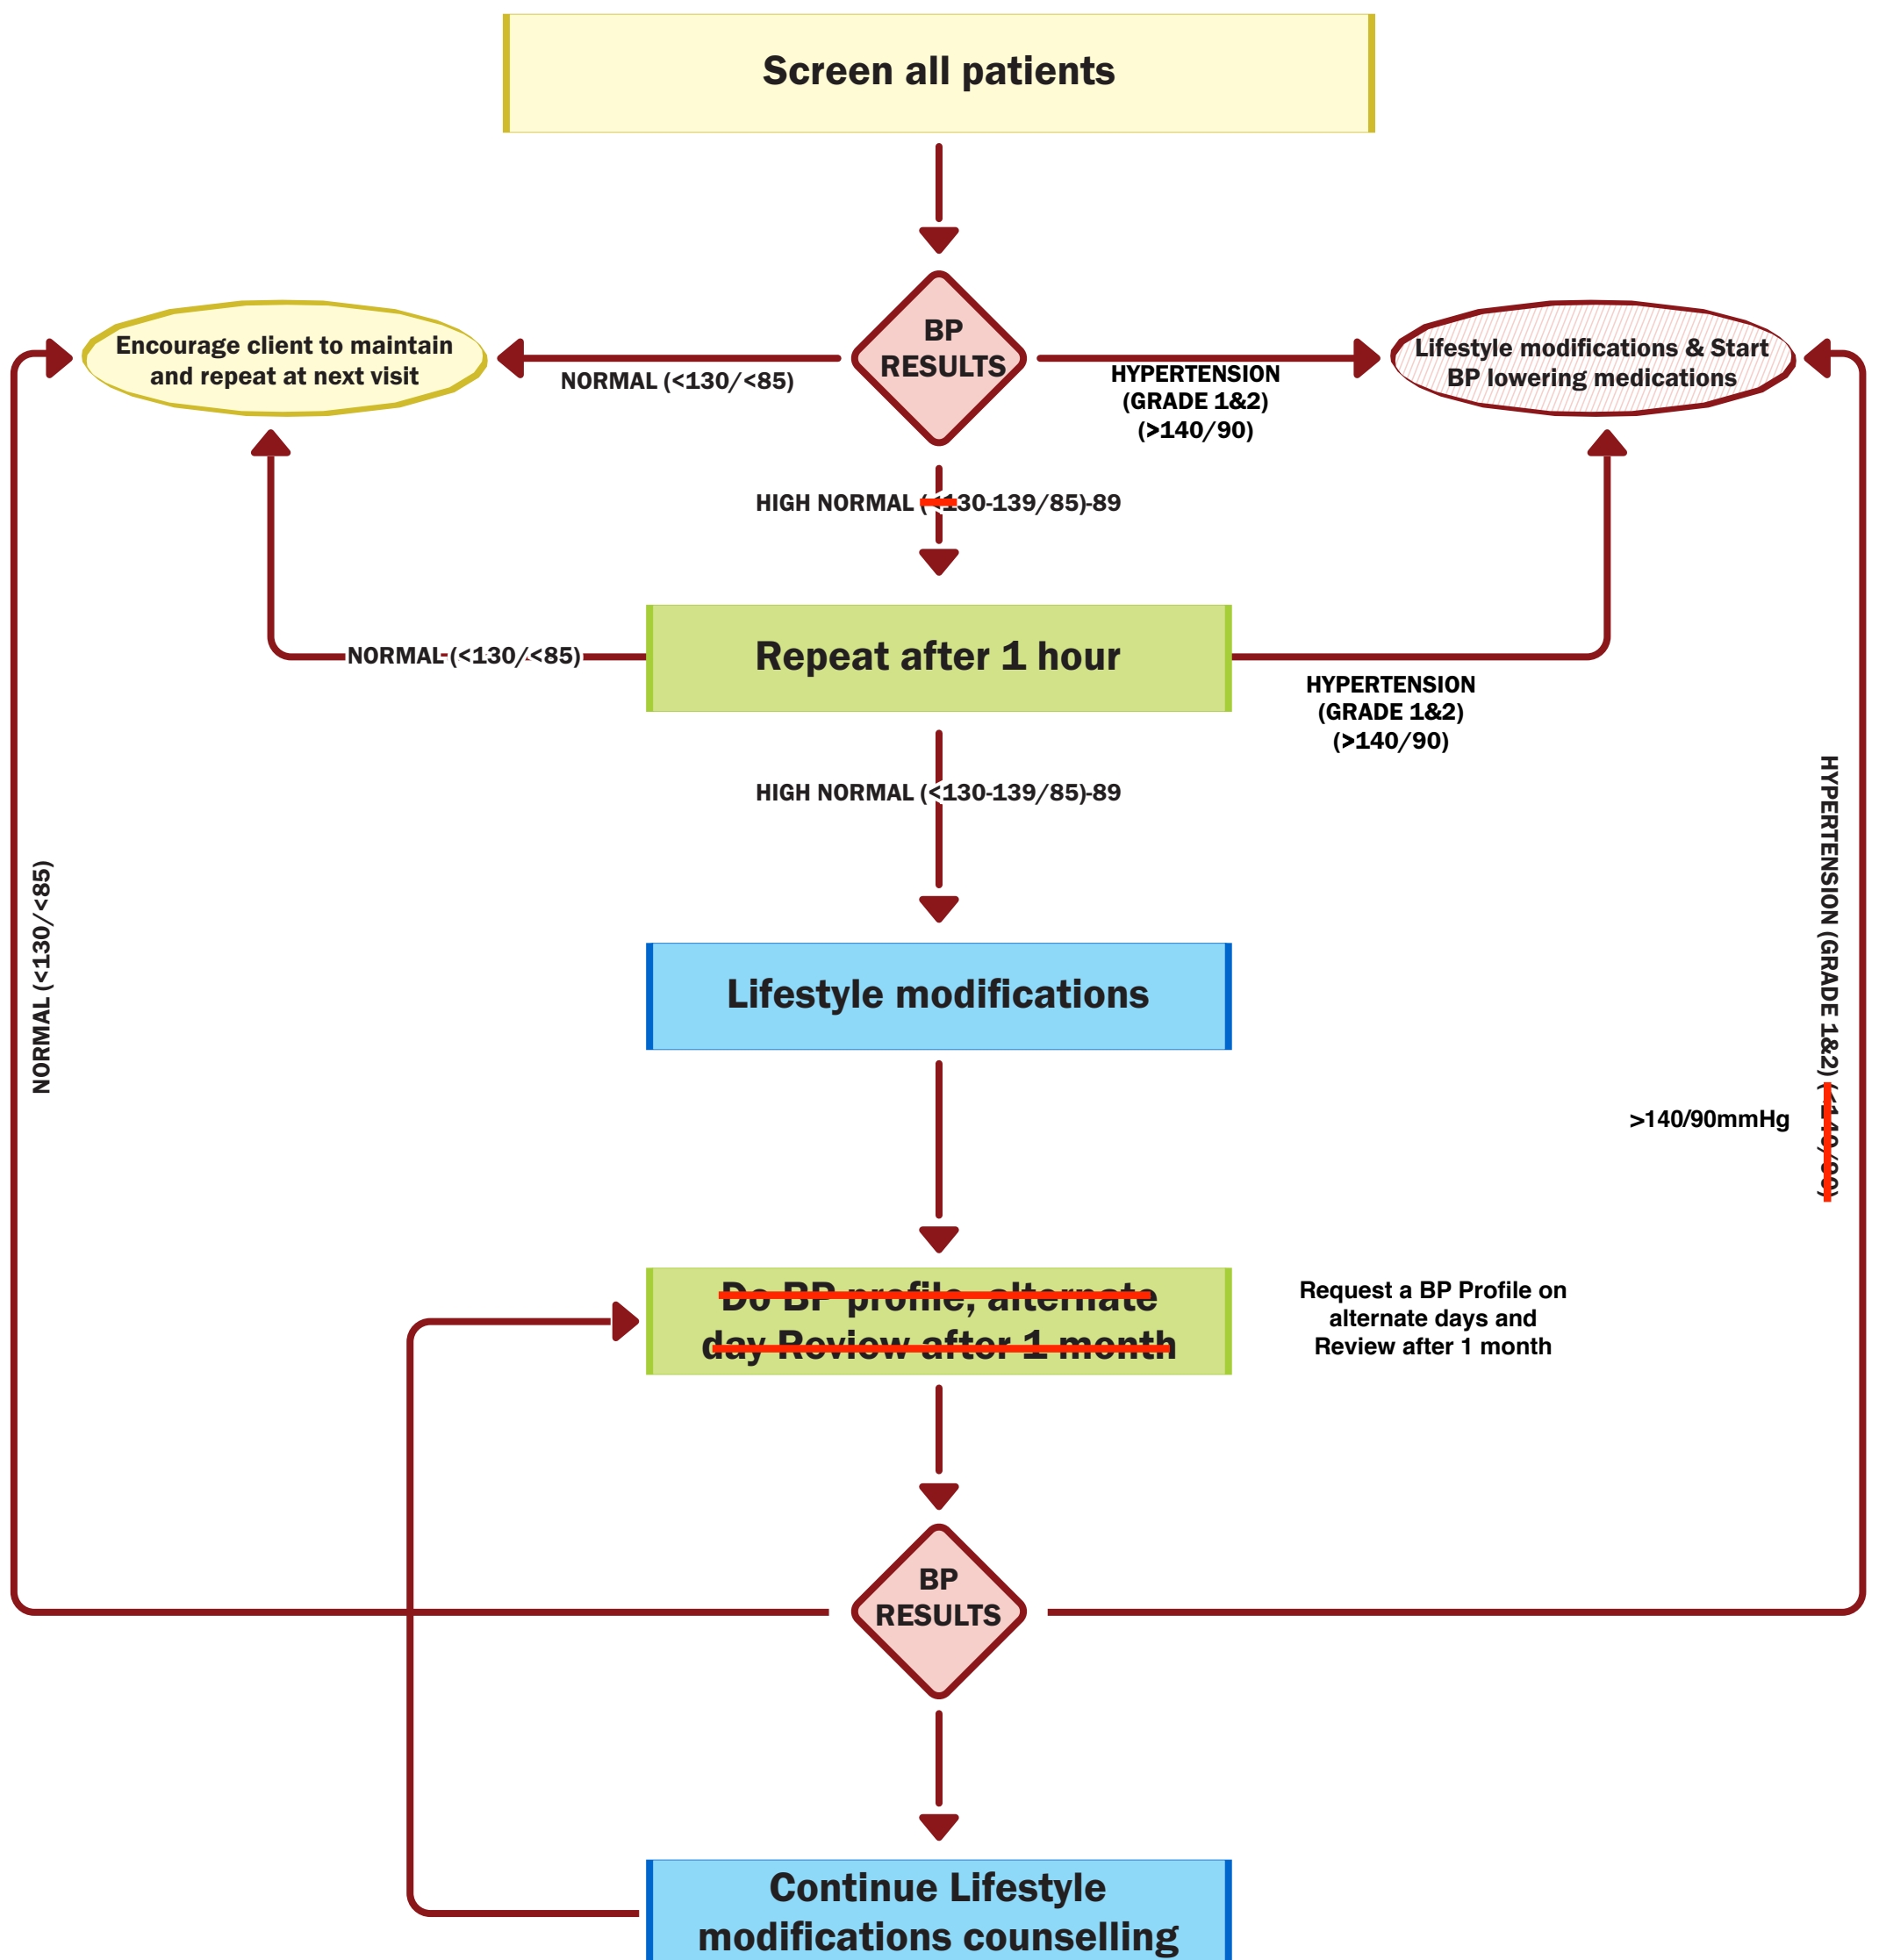 Screen all patients
BP
RESULTS
Encourage client to maintain
and repeat at next visit
NORMAL (<130/<85)
HYPERTENSION
(GRADE 1&2)
(>140/90)
Lifestyle modifications & Start
BP lowering medications
HIGH NORMAL (<130-139/85)-89
NORMAL (<130/<85)
Repeat after 1 hour
HYPERTENSION
(GRADE 1&2)
(>140/90)
HIGH NORMAL (<130-139/85)-89
NORMAL (<130/<85)
HYPERTENSION (GRADE 1&2) (<140/90)
Lifestyle modifications
>140/90mmHg
Do BP profile, alternate
day Review after 1 month
Request a BP Profile on
alternate days and
Review after 1 month
BP
RESULTS
Continue Lifestyle
modifications counselling